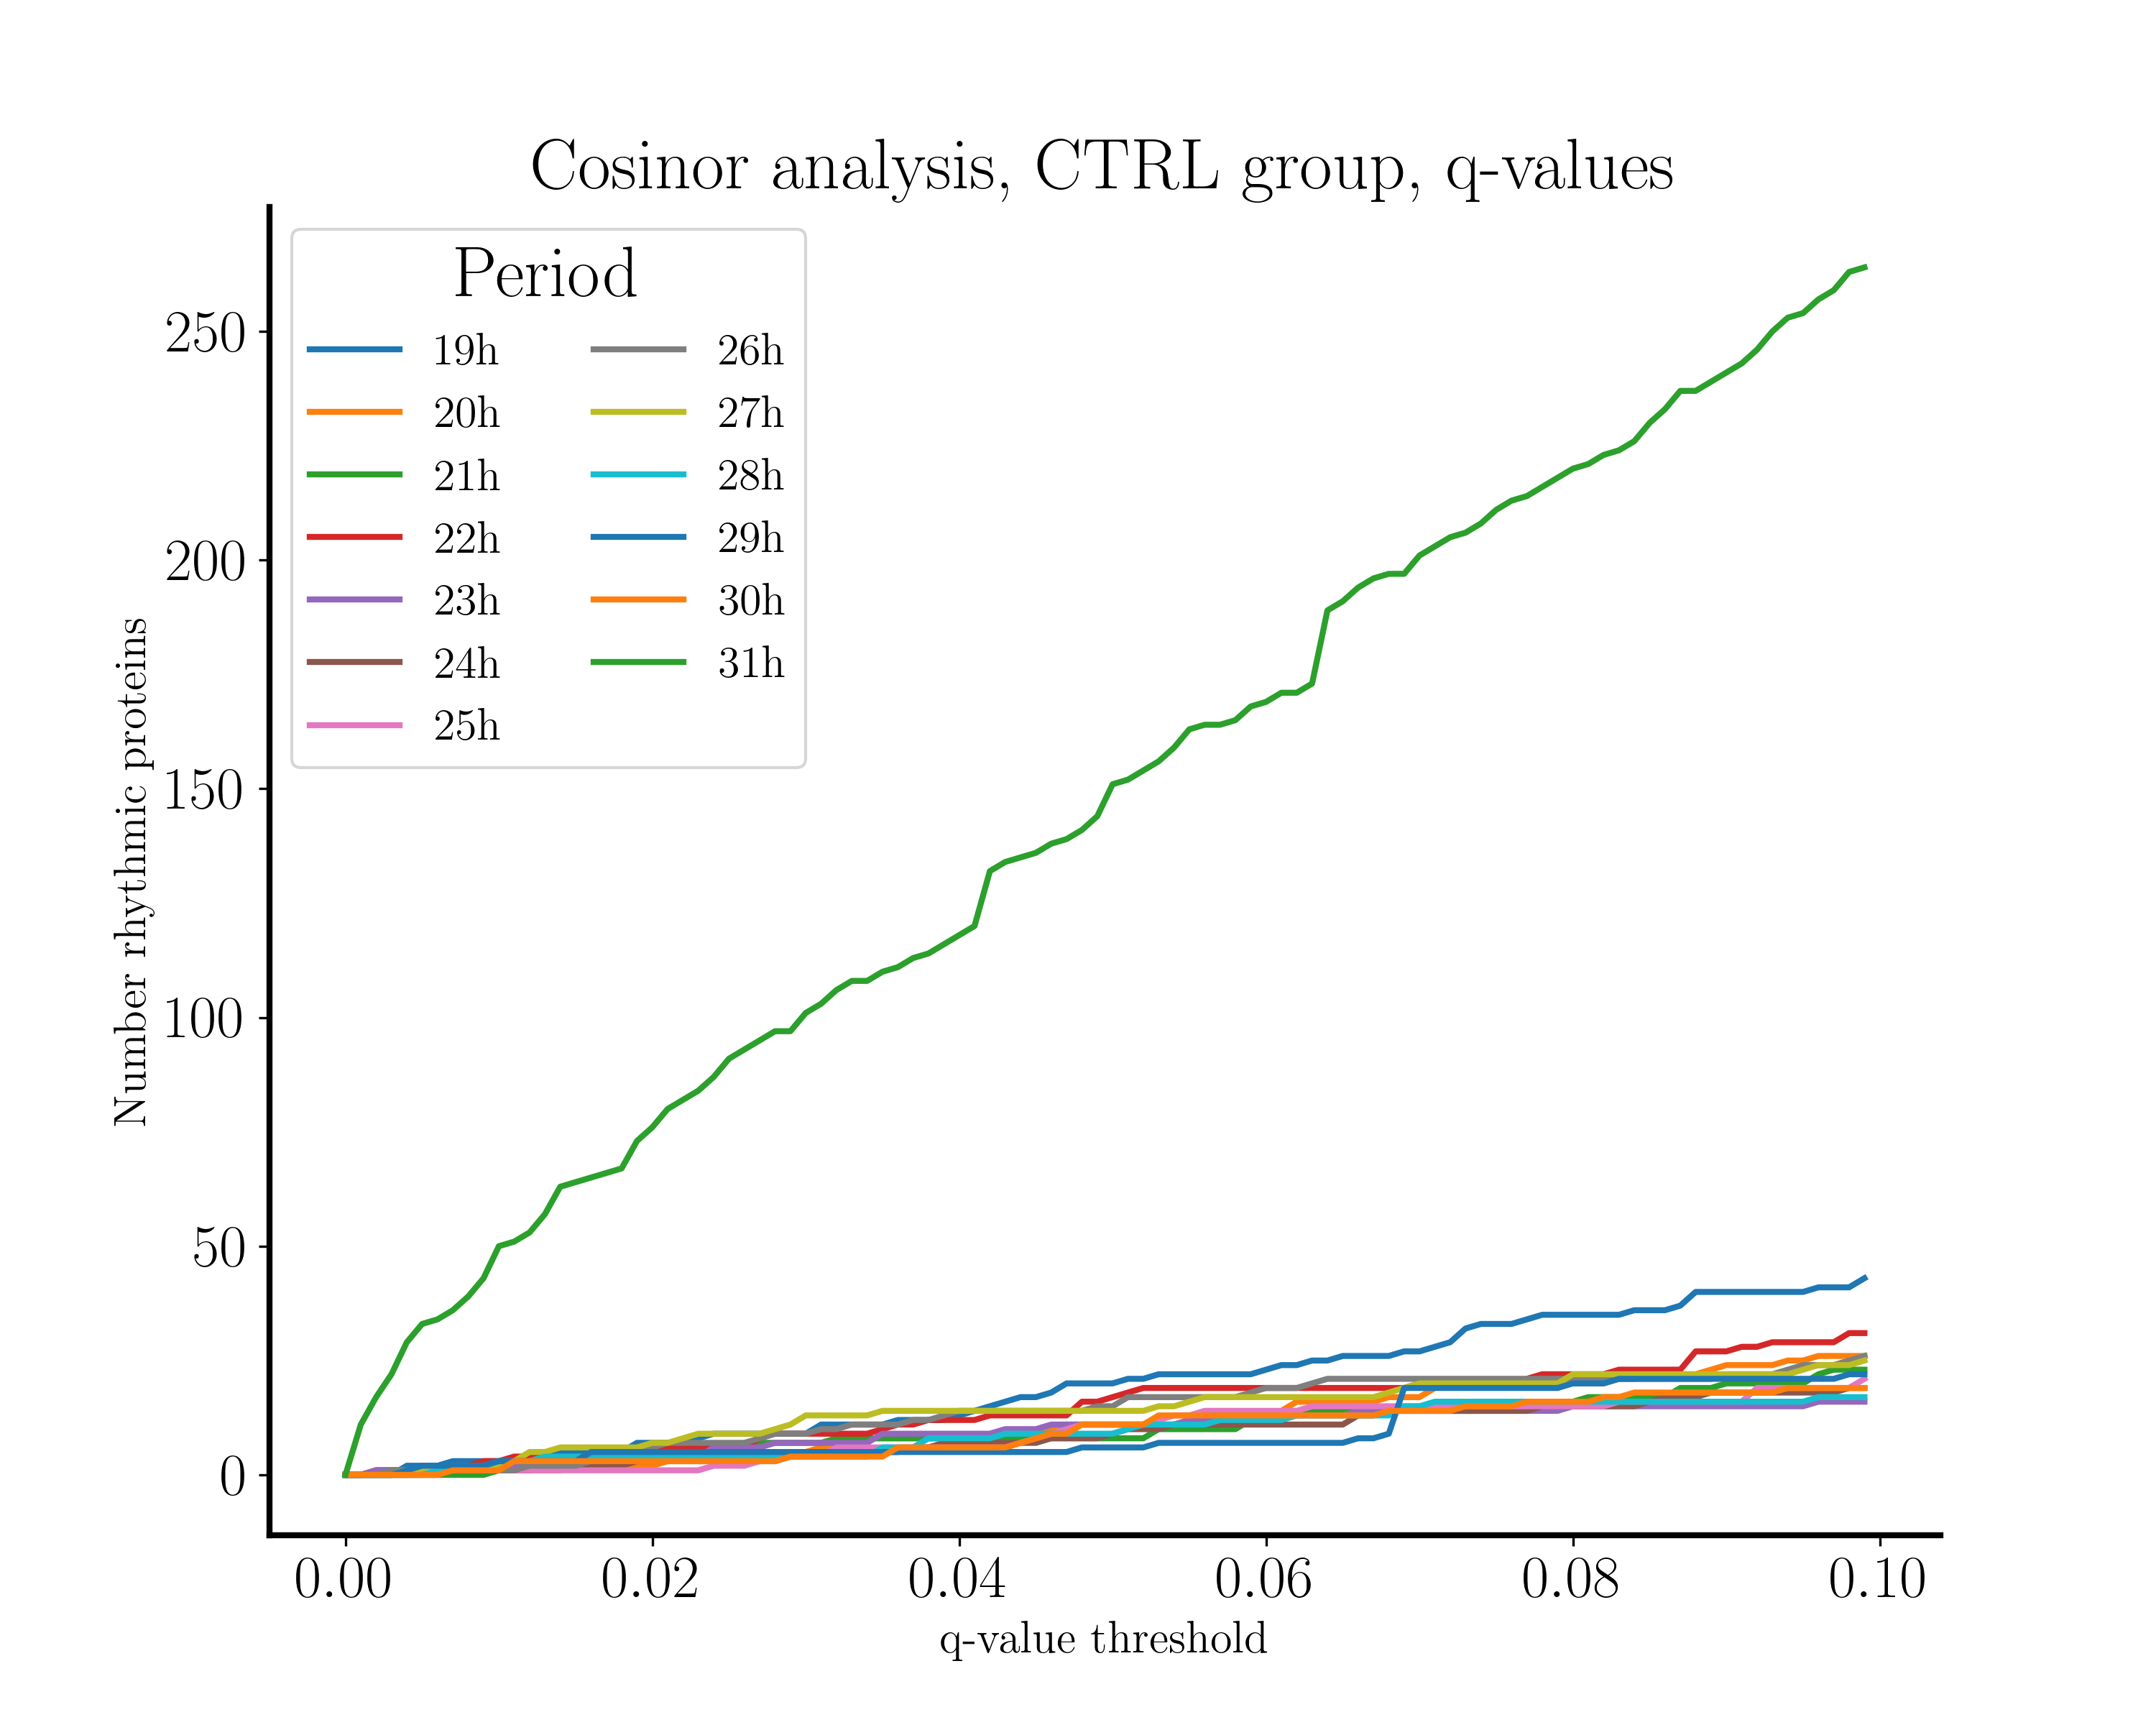 Cosinor analysis, CTRL group, q-values
Period
19h
20h
21h
22h
23h
24h
25h
26h
27h
28h
29h
30h
31h
Number rhythmic proteins
250
200
150
100
50
0
0.00 0.02 0.04 0.06 0.08 0.10
q-value threshold